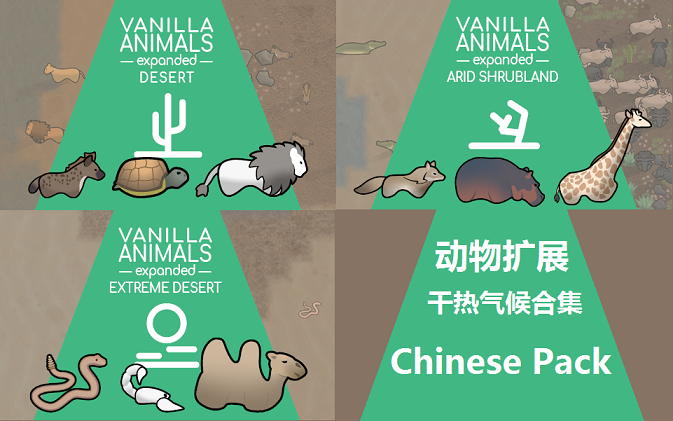 VANILLA
ANIMALS
expanded
DESERT
VANILLA
ANIMALS
expanded
ARID SHRUBLAND
VANILLA
ANIMALS
expanded
EXTREME DESERT
动物扩展
干热气候合集
Chinese Pack